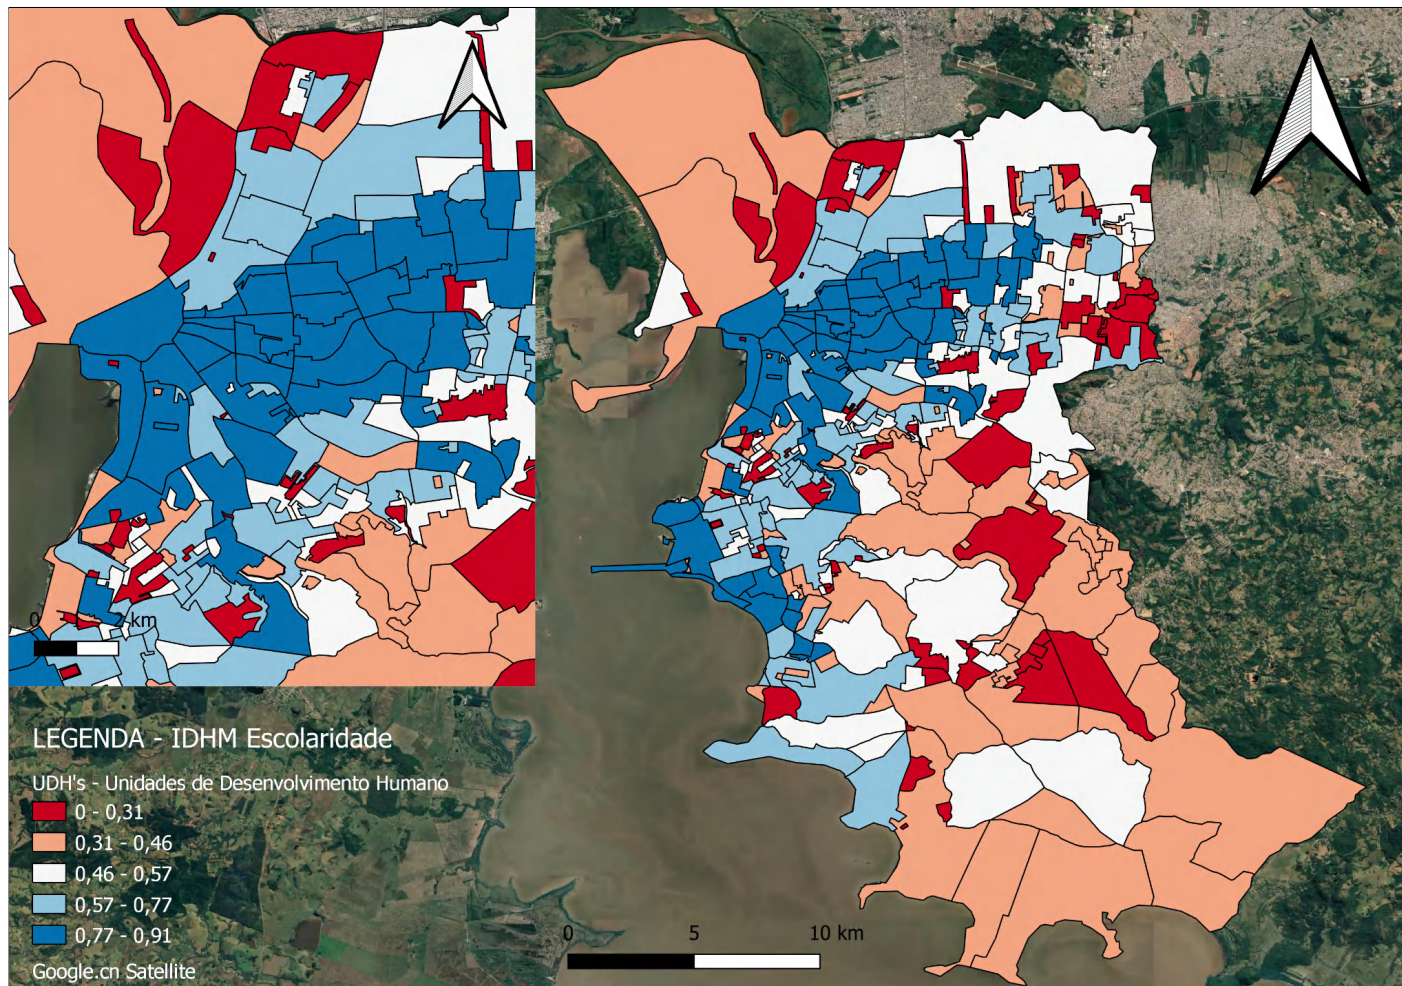 0 2 km
LEGENDA - IDHM Escolaridade
UDH's - Unidades de Desenvolvimento Humano
0 - 0,31
0,31 - 0,46
0,46 - 0,57
0,57 - 0,77
0,77 - 0,91
Google.cn Satellite
0 5 10 km